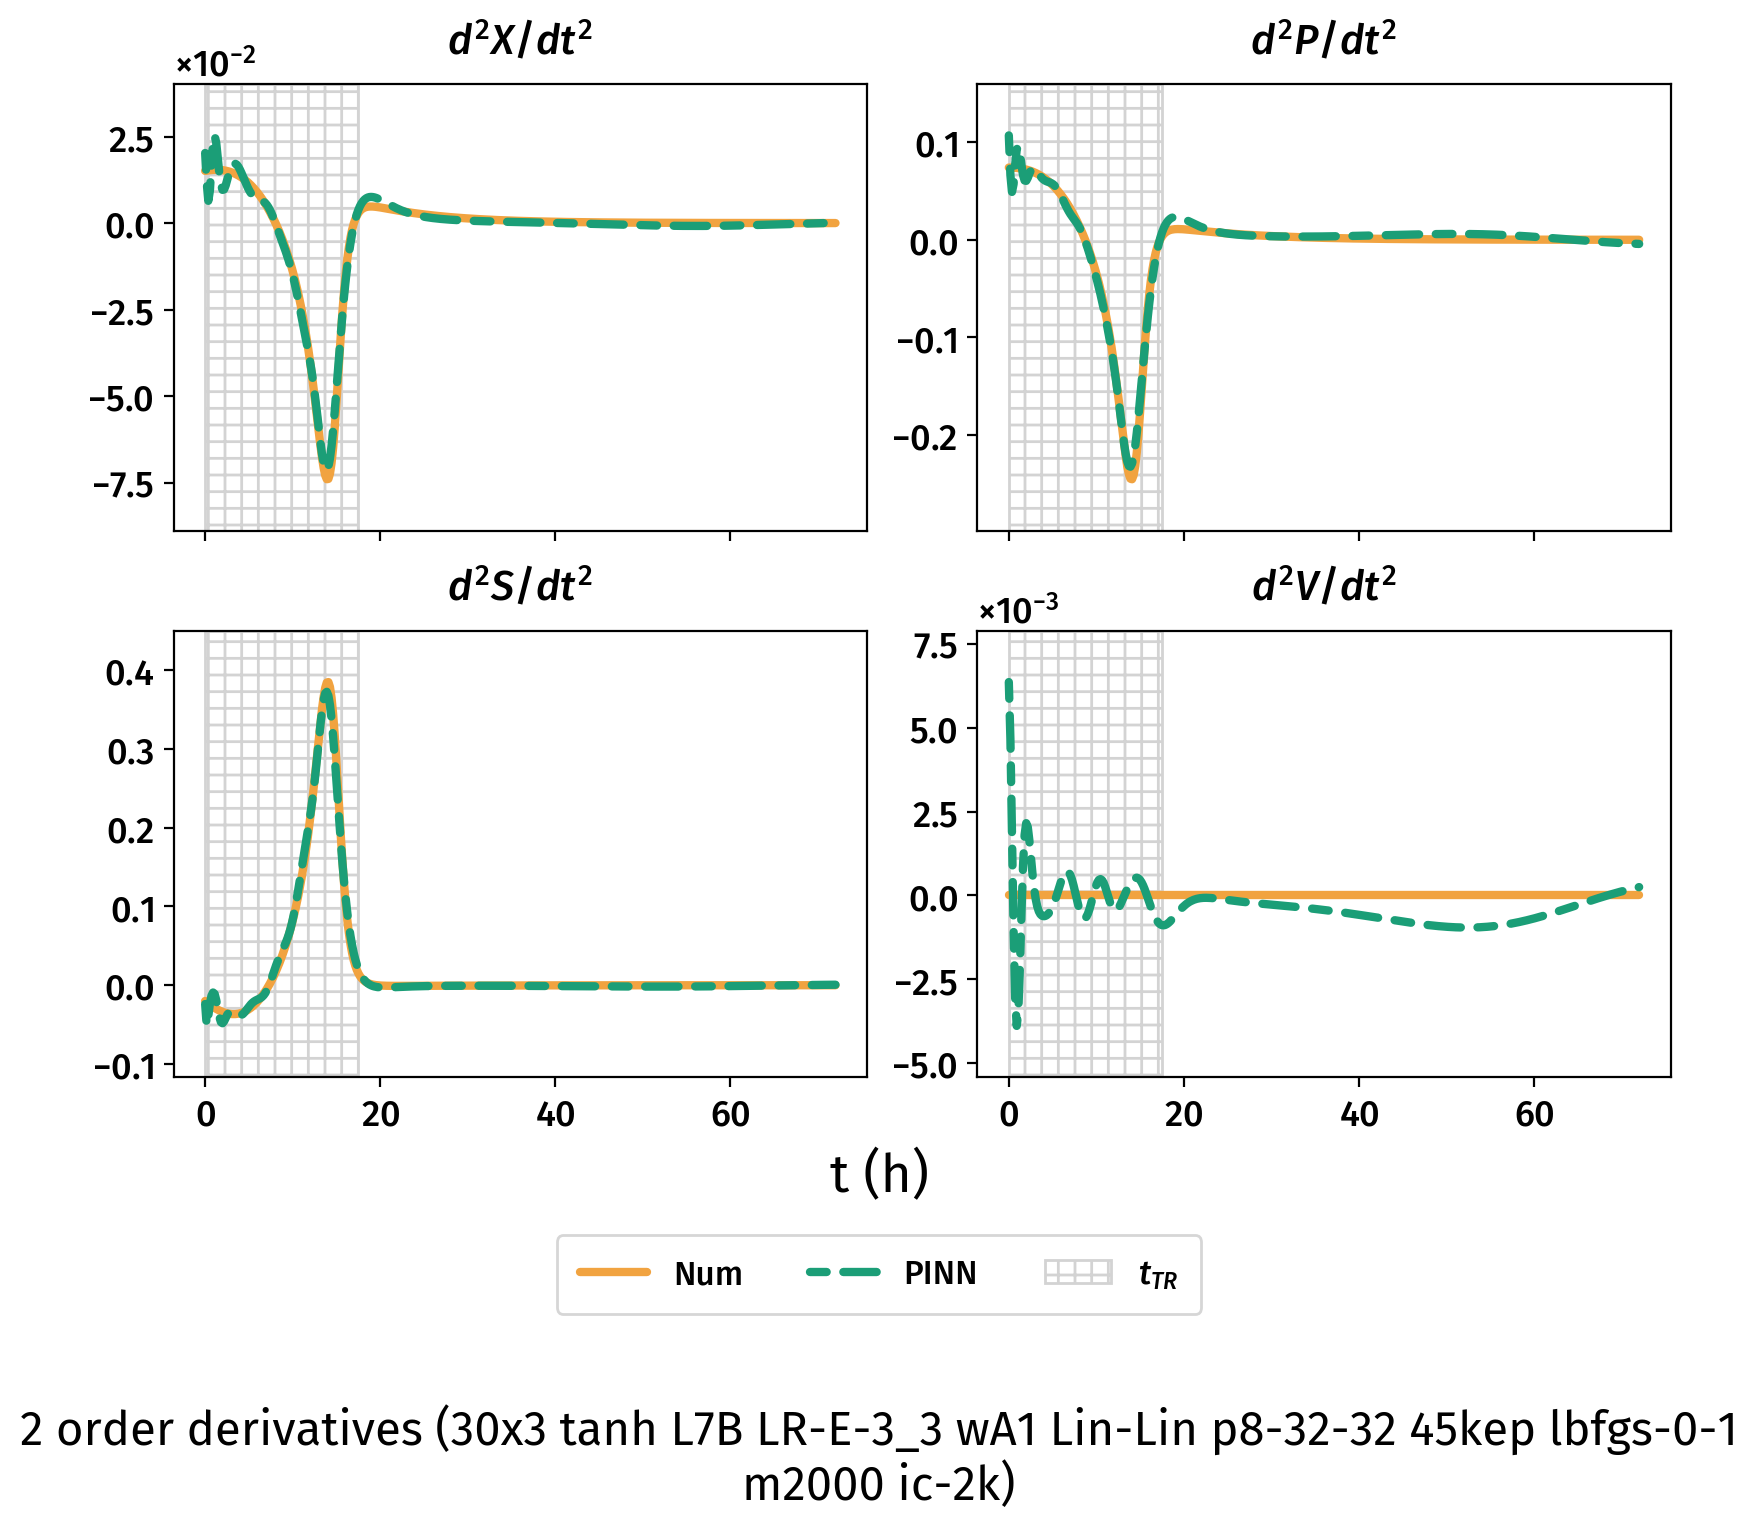 d²X/dt²
d²P/dt²
×10⁻²
2.5
0.0
−2.5
−5.0
−7.5
0.1
0.0
−0.1
−0.2
d²S/dt²
d²V/dt²
×10⁻³
0.4
0.3
0.2
0.1
0.0
−0.1
7.5
5.0
2.5
0.0
−2.5
−5.0
0 20 40 60
0 20 40 60
t (h)
Num PINN t_TR
2 order derivatives (30x3 tanh L7B LR-E-3_3 wA1 Lin-Lin p8-32-32 45kep lbfgs-0-1
m2000 ic-2k)